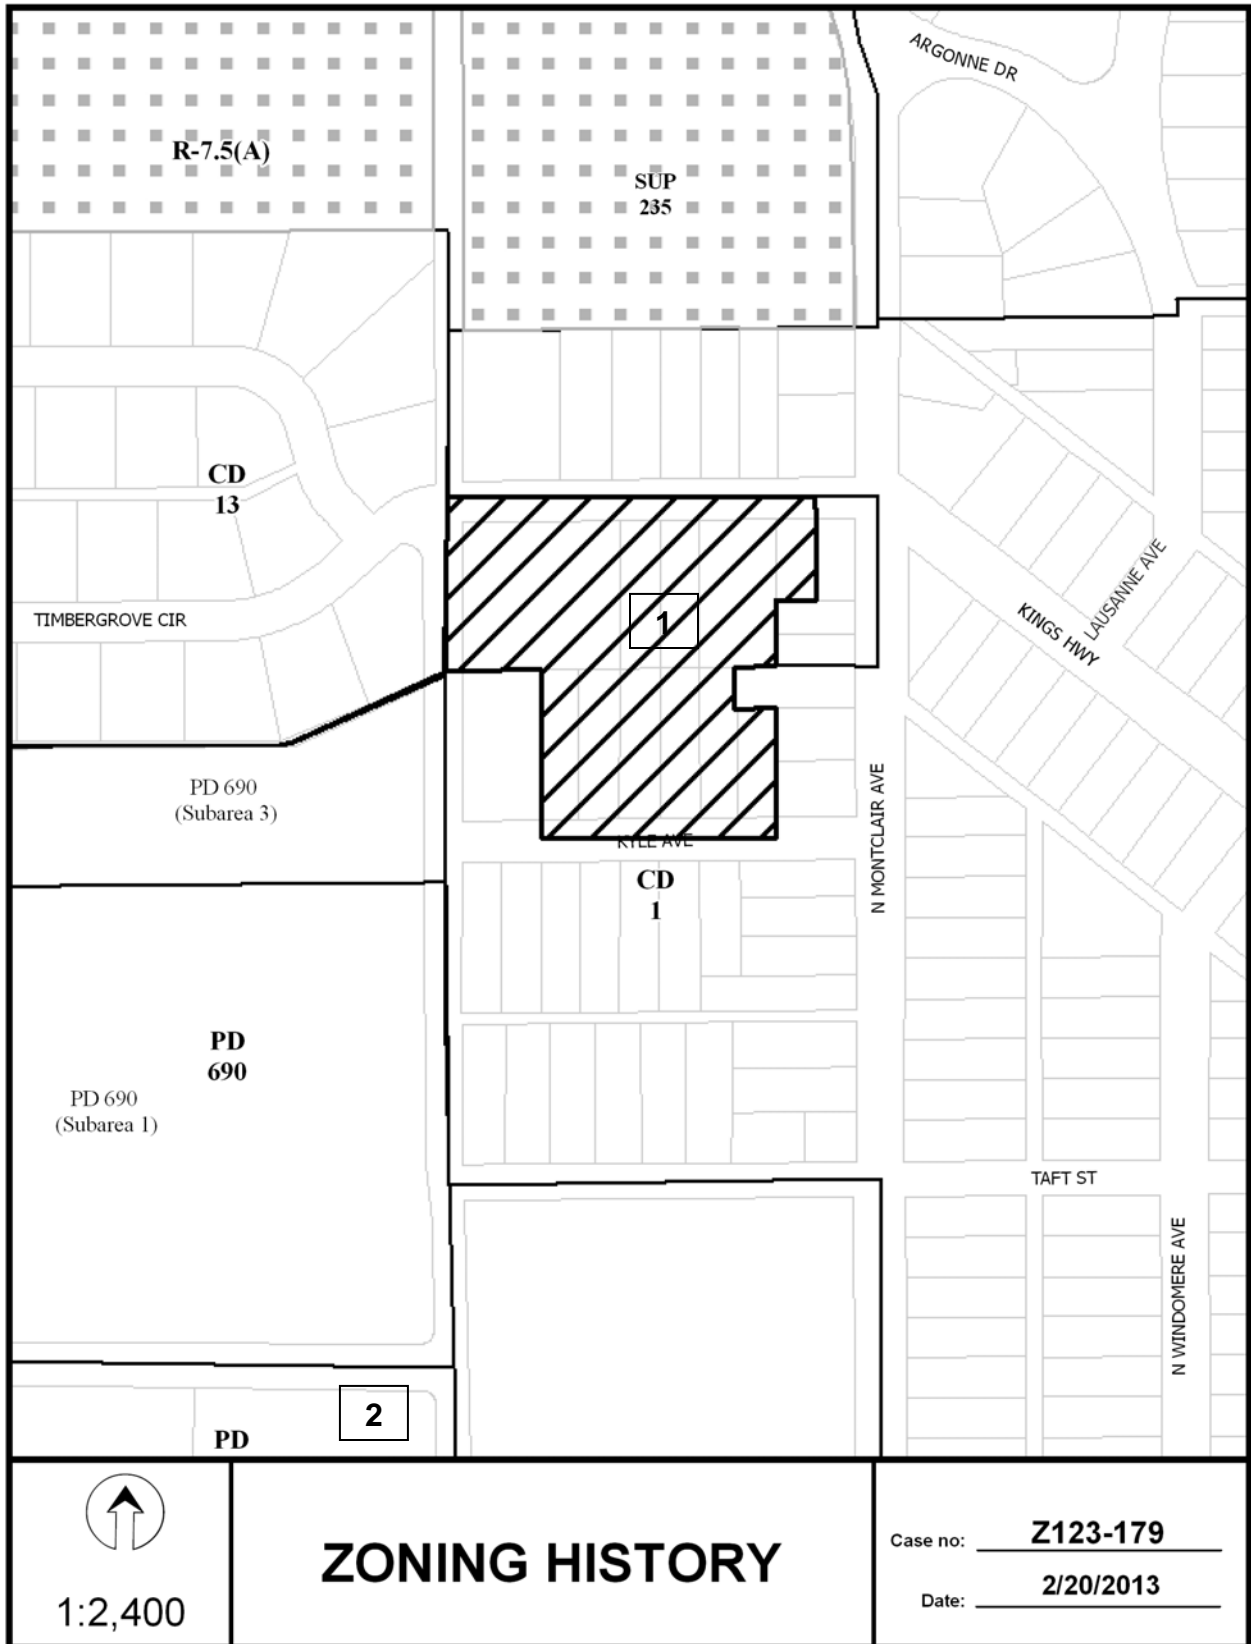 ARGONNE DR
R-7.5(A)
SUP
235
CD
13
TIMBERGROVE CIR
1
LAUSANNE AVE
KINGS HWY
PD 690
(Subarea 3)
N MONTCLAIR AVE
KYLE AVE
CD
1
PD
690
PD 690
(Subarea 1)
TAFT ST
N WINDOMERE AVE
2
PD
1:2,400
ZONING HISTORY
Case no: Z123-179
Date: 2/20/2013